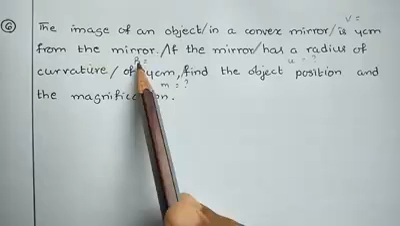 ⑥ The image of an object/in a convex mirror/is 4cm
v=
from the mirror./If the mirror/has a radius of
R= u=?
curvature/ of 4cm, find the object position and
m=?
the magnification.